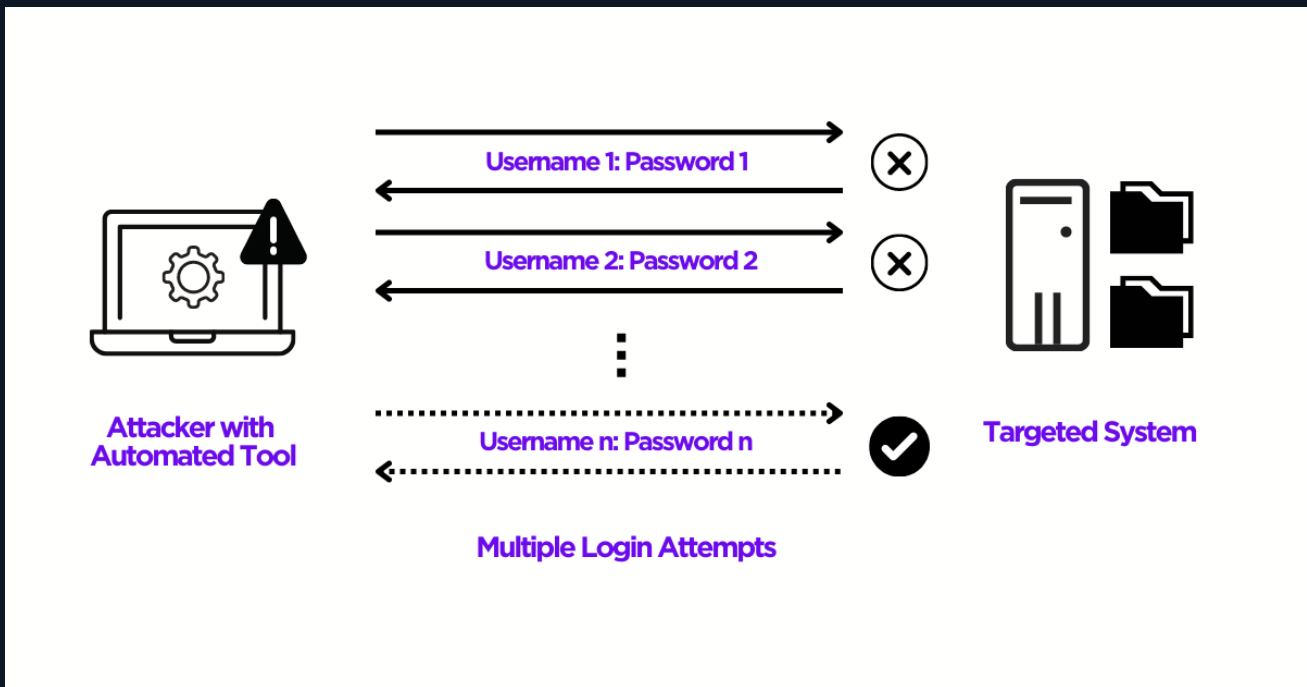 Username 1: Password 1
Username 2: Password 2
Attacker with
Automated Tool
Username n: Password n
Targeted System
Multiple Login Attempts